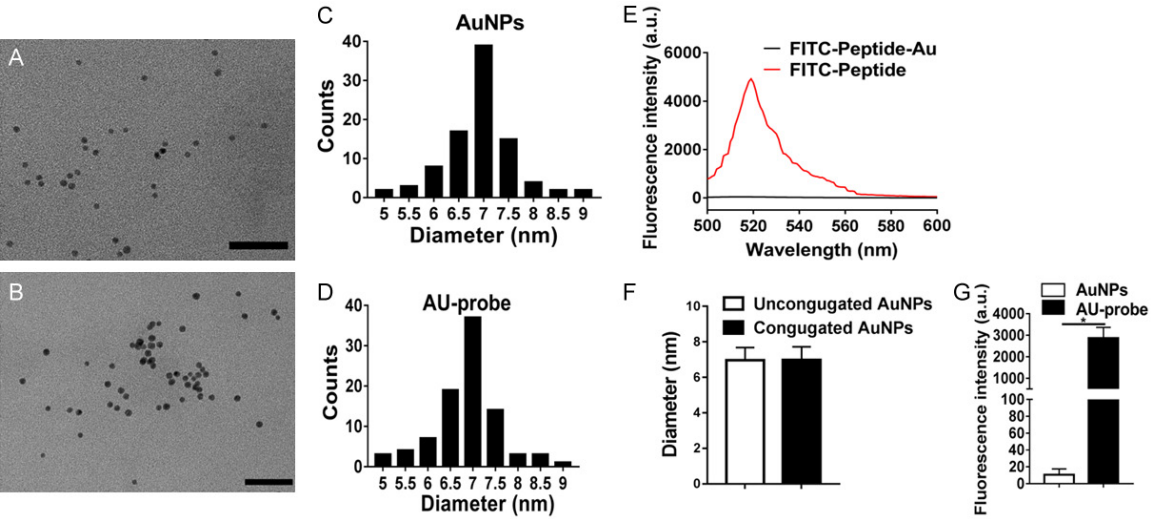 A
B
C
AuNPs
Counts
40
30
20
10
0
5 5.5 6 6.5 7 7.5 8 8.5 9
Diameter (nm)
D
AU-probe
Counts
40
30
20
10
0
5 5.5 6 6.5 7 7.5 8 8.5 9
Diameter (nm)
E
Fluorescence intensity (a.u.)
6000
4000
2000
0
FITC-Peptide-Au
FITC-Peptide
500 520 540 560 580 600
Wavelength (nm)
F
Diameter (nm)
10
8
6
4
2
0
Uncongugated AuNPs
Congugated AuNPs
G
Fluorescence intensity (a.u.)
AuNPs
AU-probe
4000
3000
2000
1000
100
80
60
40
20
0
*